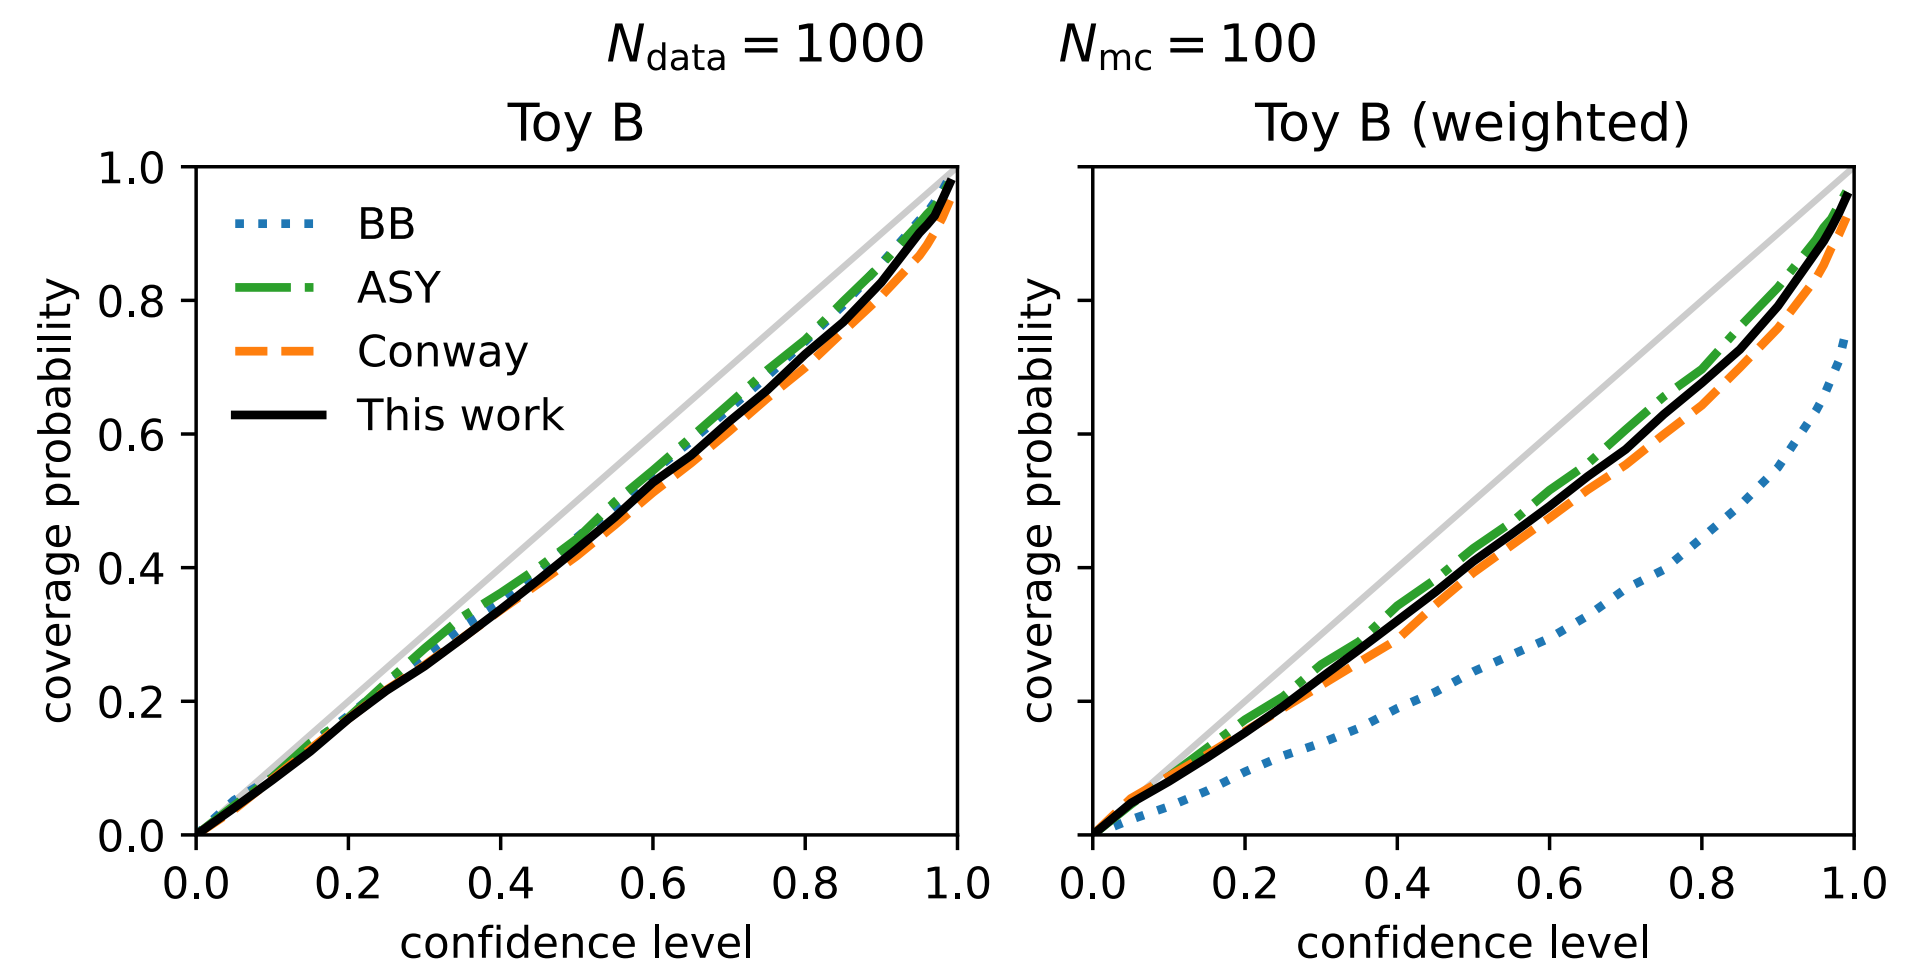 N_data = 1000 N_mc = 100
Toy B
coverage probability
1.0
0.8
0.6
0.4
0.2
0.0
BB
ASY
Conway
This work
0.0 0.2 0.4 0.6 0.8 1.0
confidence level
Toy B (weighted)
coverage probability
0.0 0.2 0.4 0.6 0.8 1.0
confidence level